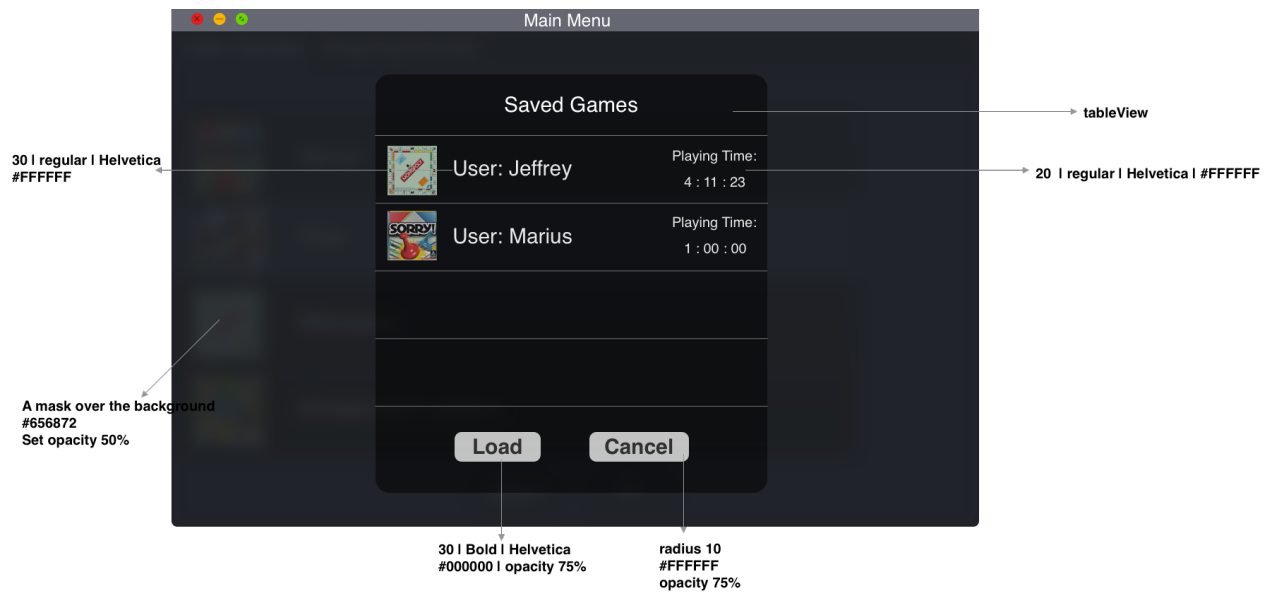 Main Menu
Saved Games
tableView
30 | regular | Helvetica
#FFFFFF
User: Jeffrey
Playing Time:
4 : 11 : 23
20 | regular | Helvetica | #FFFFFF
SORRY!
User: Marius
Playing Time:
1 : 00 : 00
A mask over the background
#656872
Set opacity 50%
Load
Cancel
30 | Bold | Helvetica
#000000 | opacity 75%
radius 10
#FFFFFF
opacity 75%